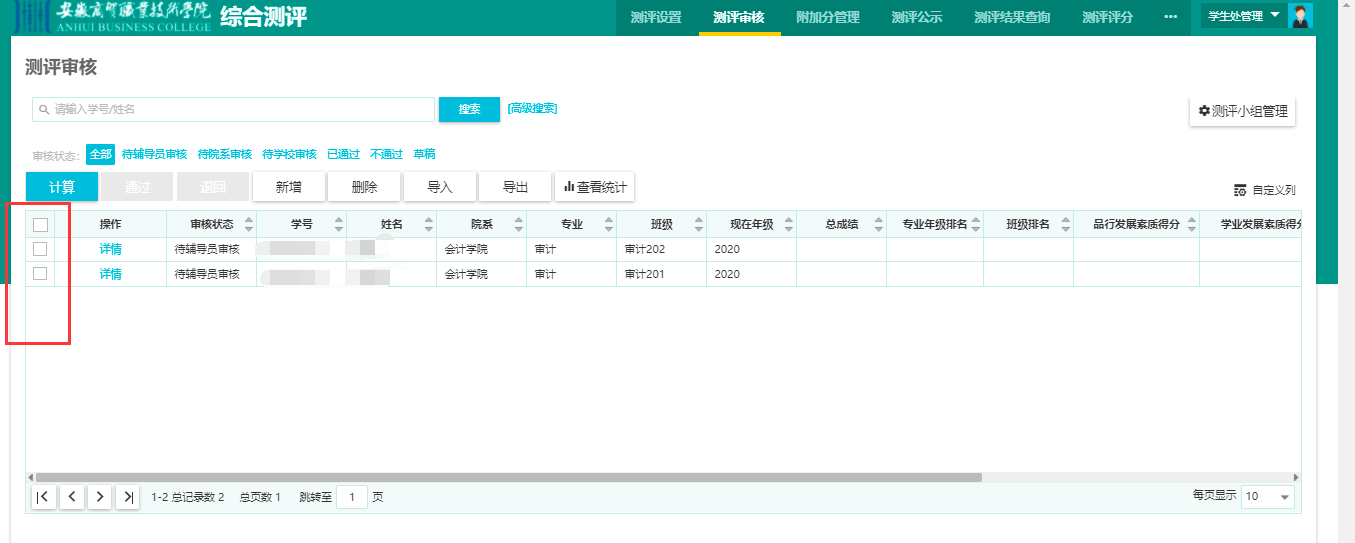 安徽商贸职业技术学院 综合测评 测评设置 测评审核 附加分管理 测评公示 测评结果查询 测评评分 ··· 学生处管理
ANHUI BUSINESS COLLEGE
测评审核
请输入学号/姓名 搜索 [高级搜索] 测评小组管理
审核状态: 全部 待辅导员审核 待院系审核 待学校审核 已通过 不通过 草稿
计算 通过 退回 新增 删除 导入 导出 查看统计 自定义列
操作 审核状态 学号 姓名 院系 专业 班级 现在年级 总成绩 专业年级排名 班级排名 品行发展素质得分 学业发展素质得分
详情 待辅导员审核 会计学院 审计 审计202 2020
详情 待辅导员审核 会计学院 审计 审计201 2020
1-2 总记录数 2 总页数 1 跳转至 1 页 每页显示 10